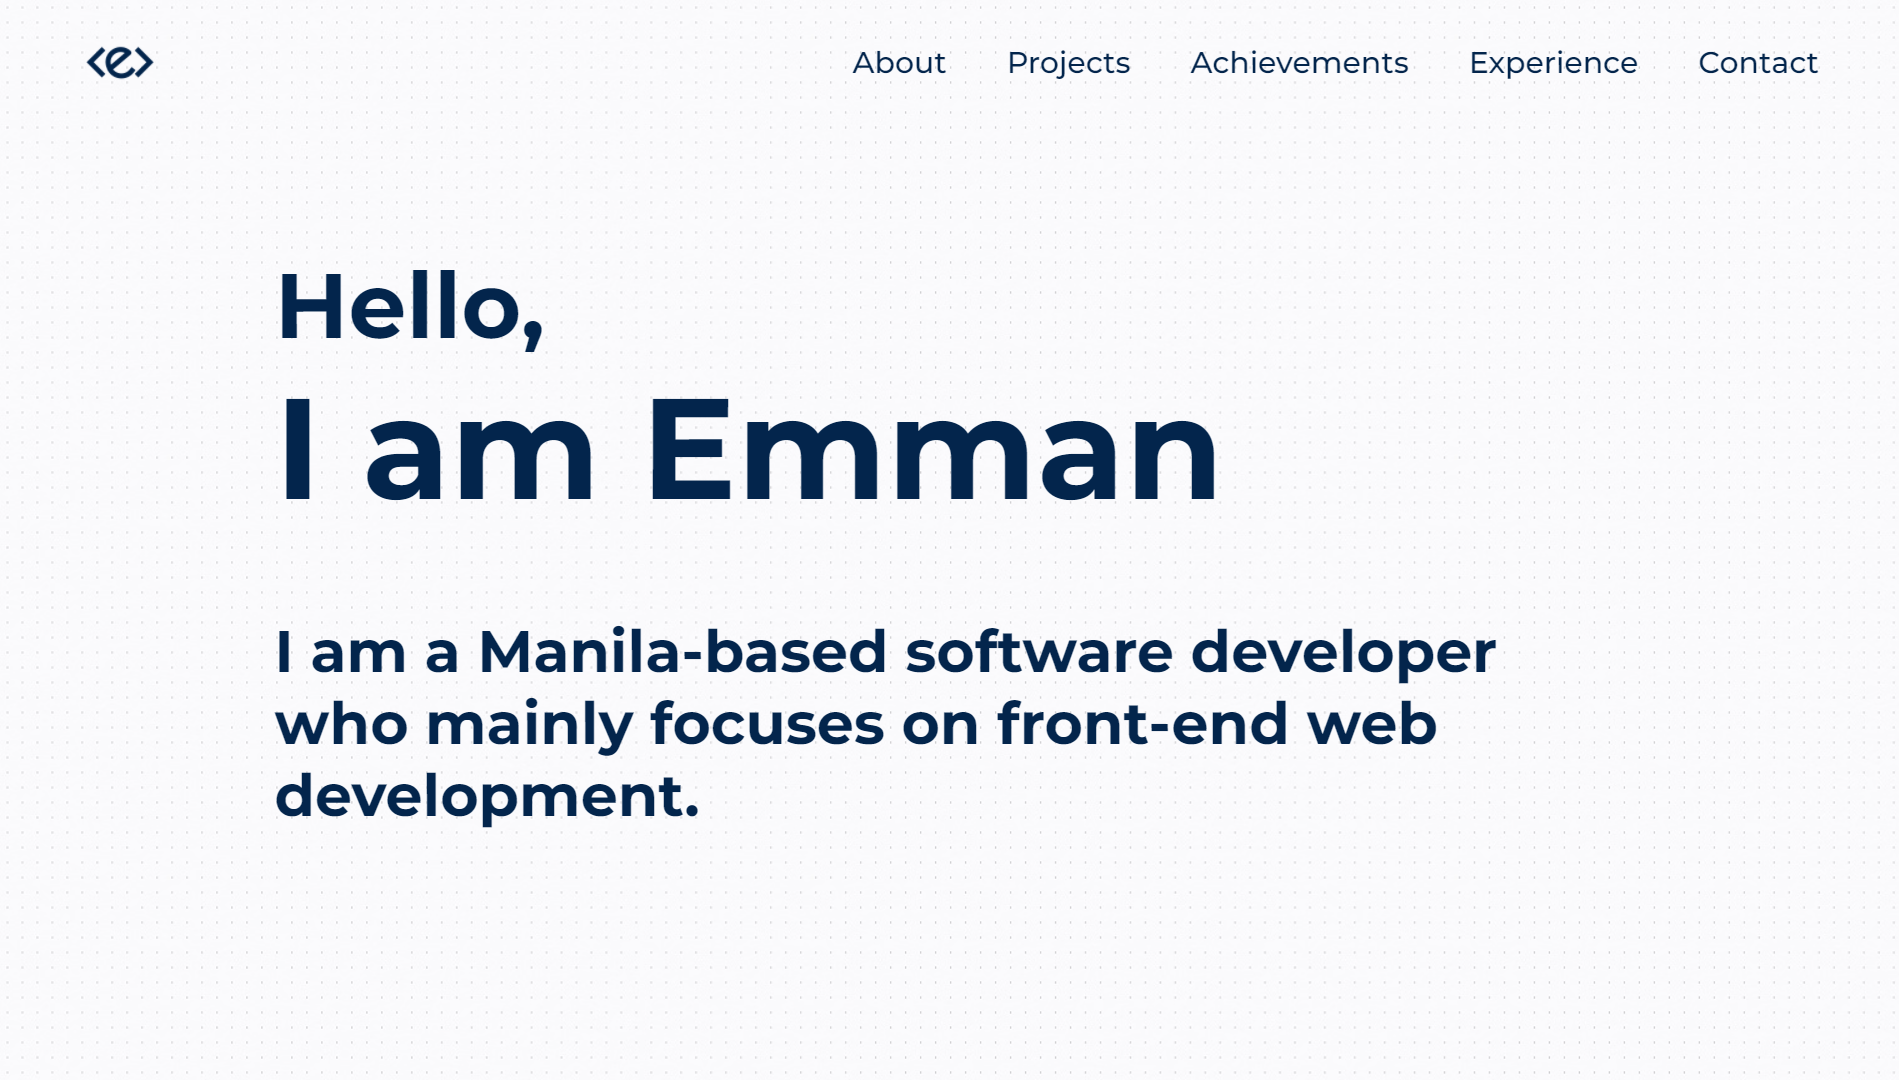 <e>
About
Projects
Achievements
Experience
Contact
Hello,
I am Emman
I am a Manila-based software developer
who mainly focuses on front-end web
development.